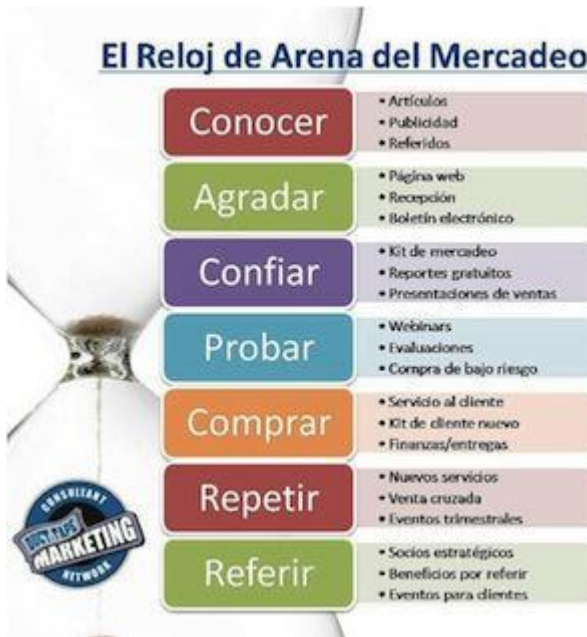 El Reloj de Arena del Mercadeo
Conocer
• Artículos
• Publicidad
• Referidos
Agradar
• Página web
• Recepción
• Boletín electrónico
Confiar
• Kit de mercadeo
• Reportes gratuitos
• Presentaciones de ventas
Probar
• Webinars
• Evaluaciones
• Compra de bajo riesgo
Comprar
• Servicio al cliente
• Kit de cliente nuevo
• Finanzas/entregas
Repetir
• Nuevos servicios
• Venta cruzada
• Eventos trimestrales
Referir
• Socios estratégicos
• Beneficios por referir
• Eventos para clientes
CONSULTANT
MARKETING
NETWORK